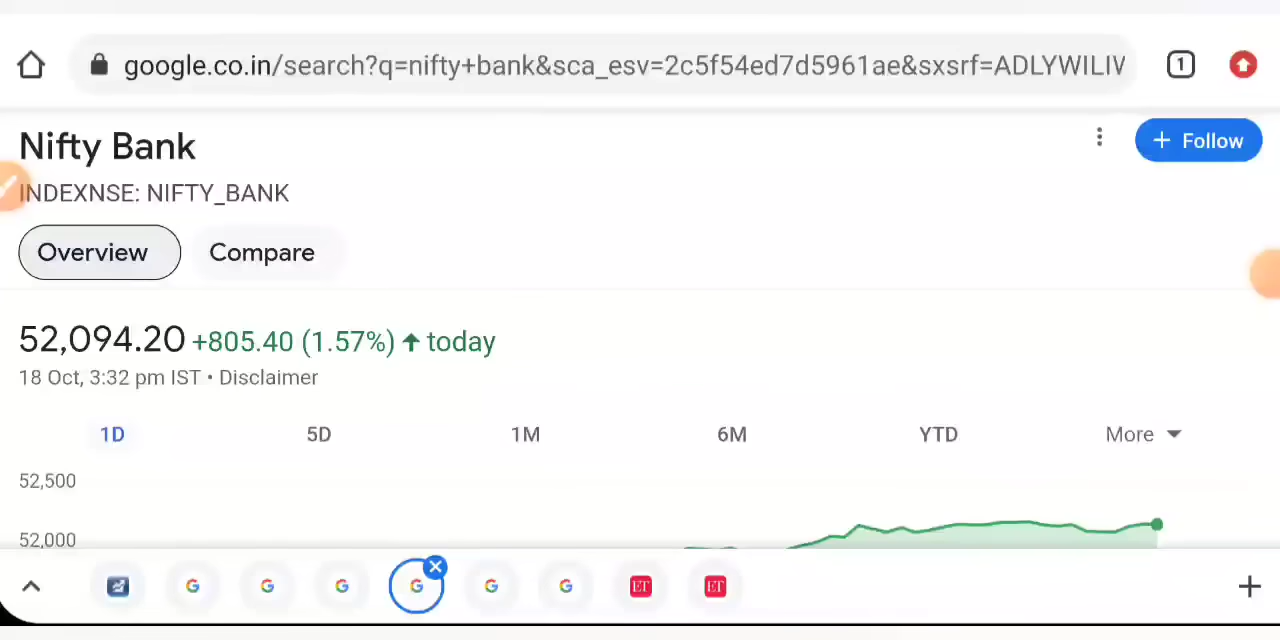 google.co.in/search?q=nifty+bank&sca_esv=2c5f54ed7d5961ae&sxsrf=ADLYWILIV
1
Nifty Bank
+ Follow
INDEXNSE: NIFTY_BANK
Overview
Compare
52,094.20 +805.40 (1.57%) ↑ today
18 Oct, 3:32 pm IST • Disclaimer
1D 5D 1M 6M YTD More
52,500
52,000
G G G G G G ET ET